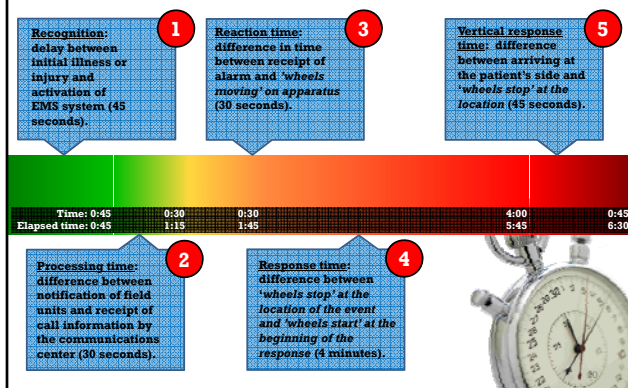 1
Recognition:
delay between
initial illness or
injury and
activation of
EMS system (45
seconds).
3
Reaction time:
difference in time
between receipt of
alarm and 'wheels
moving' on apparatus
(30 seconds).
5
Vertical response
time: difference
between arriving at
the patient's side and
'wheels stop' at the
location (45 seconds).
Time: 0:45 0:30 0:30 4:00 0:45
Elapsed time: 0:45 1:15 1:45 5:45 6:30
2
Processing time:
difference between
notification of field
units and receipt of
call information by
the communications
center (30 seconds).
4
Response time:
difference between
'wheels stop' at the
location of the event
and 'wheels start' at the
beginning of the
response (4 minutes).